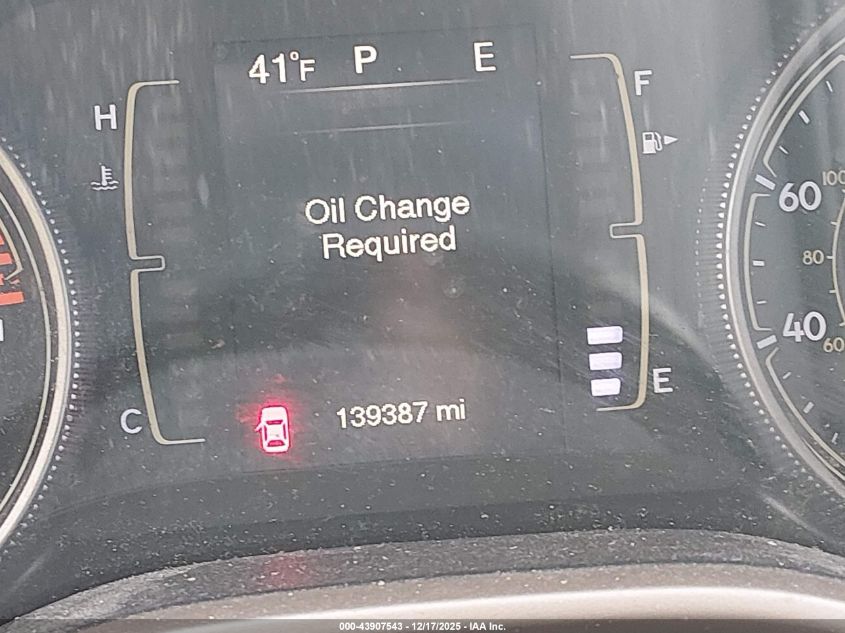 41°F P E
H F
60 100
Oil Change
Required
80
40
60
C 139387 mi E
000-43907543 - 12/17/2025 - IAA Inc.